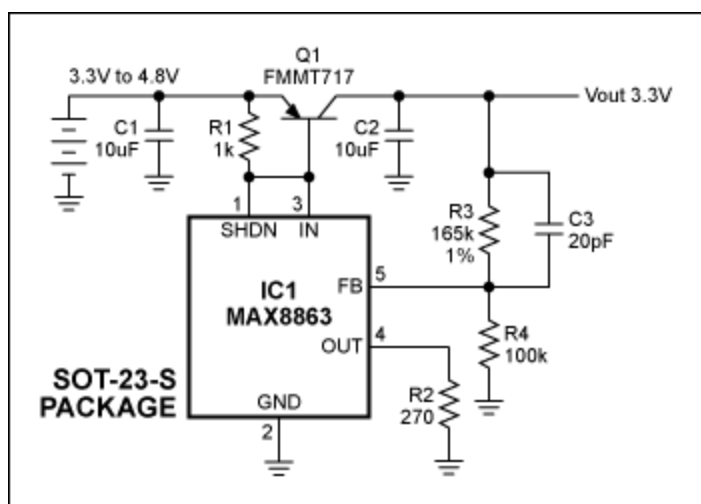 Q1
FMMT717
3.3V to 4.8V
Vout 3.3V
C1
10uF
R1
1k
C2
10uF
1
3
SHDN
IN
R3
165k
1%
C3
20pF
FB
5
IC1
MAX8863
OUT
4
R4
100k
SOT-23-S
PACKAGE
GND
2
R2
270